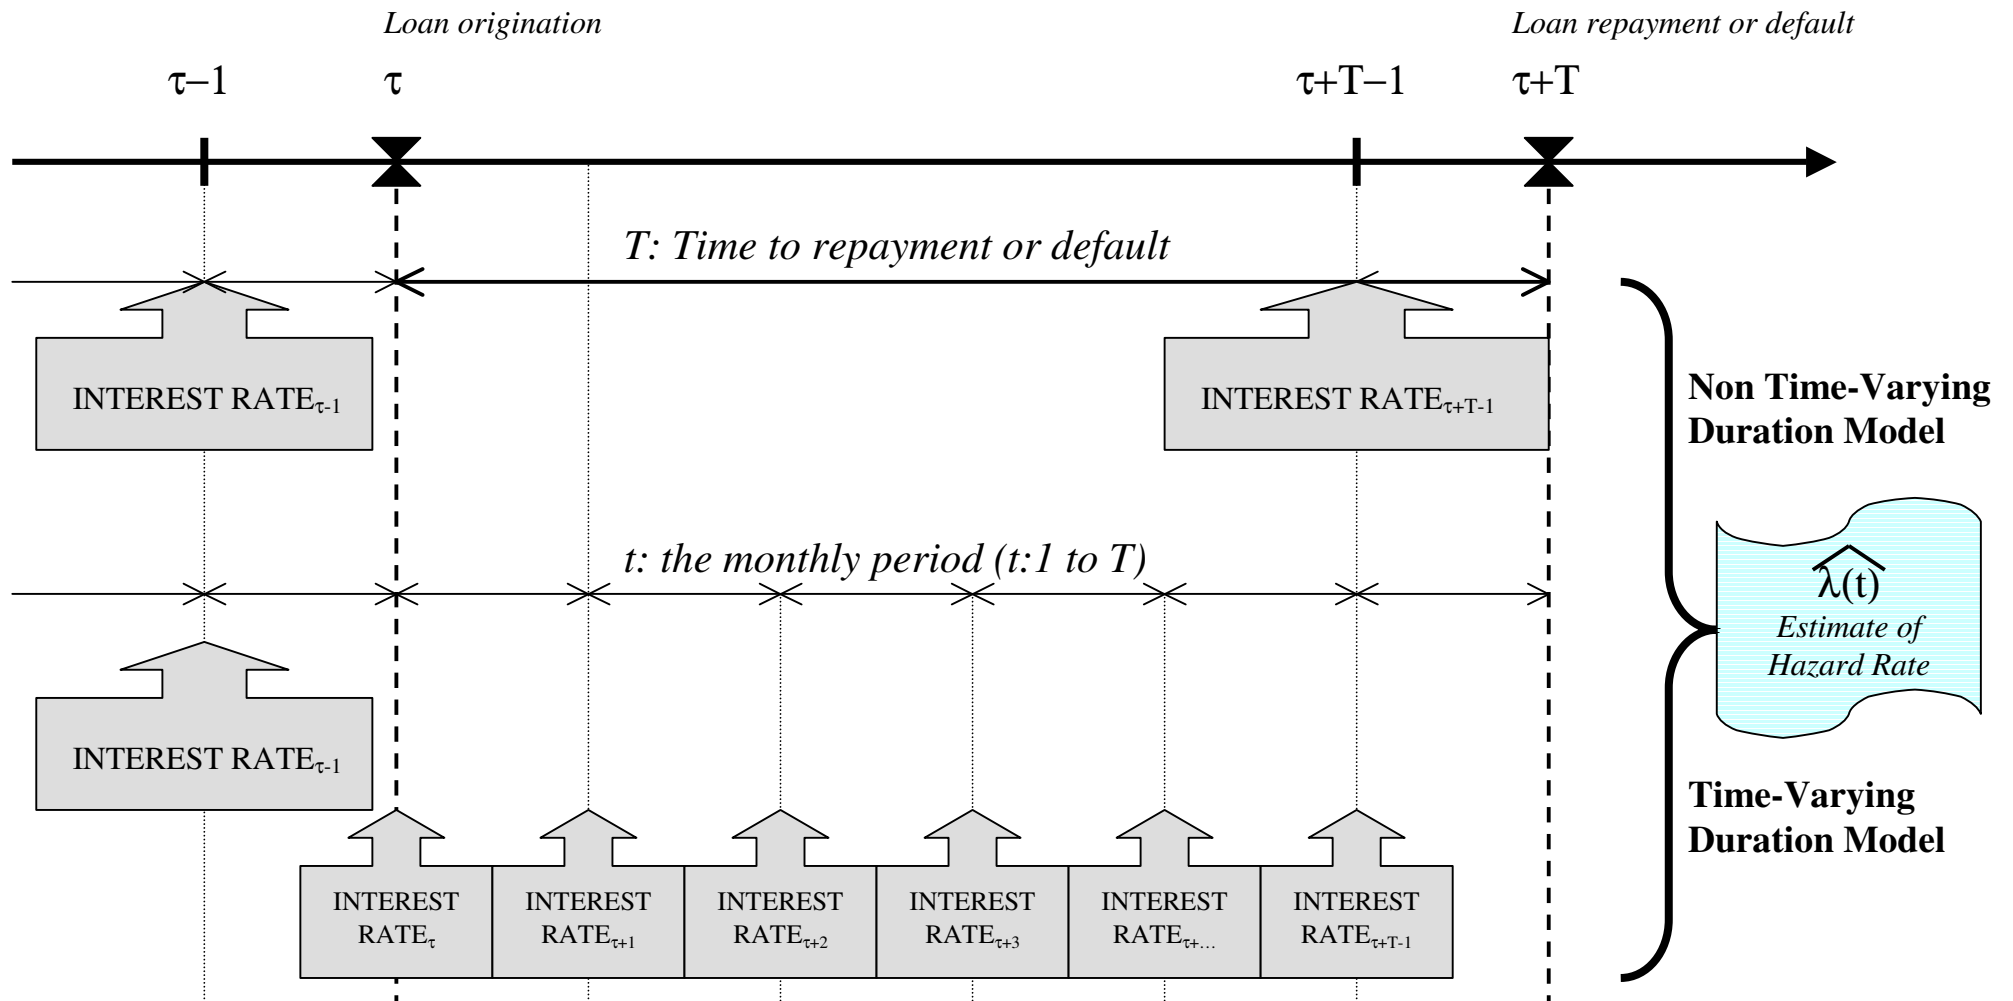 Loan origination
Loan repayment or default
τ−1
τ
τ+T−1
τ+T
T: Time to repayment or default
INTEREST RATEτ-1
INTEREST RATEτ+T-1
Non Time-Varying
Duration Model
t: the monthly period (t:1 to T)
λ̂(t)
Estimate of
Hazard Rate
INTEREST RATEτ-1
Time-Varying
Duration Model
INTEREST
RATEτ
INTEREST
RATEτ+1
INTEREST
RATEτ+2
INTEREST
RATEτ+3
INTEREST
RATEτ+...
INTEREST
RATEτ+T-1